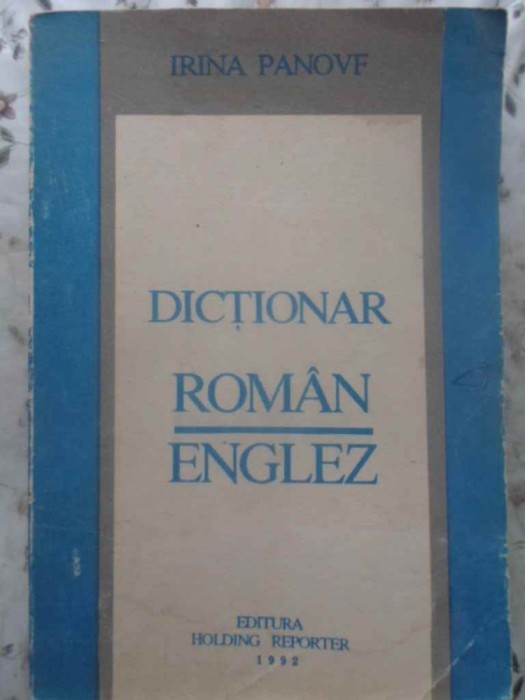 IRINA PANOVF
DICȚIONAR
ROMÂN
ENGLEZ
EDITURA
HOLDING REPORTER
1992